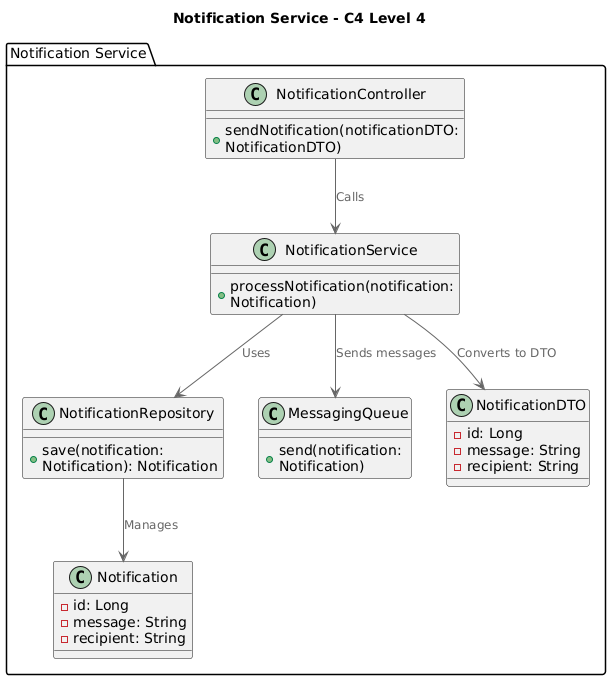 Notification Service - C4 Level 4
Notification Service
C NotificationController
sendNotification(notificationDTO:
NotificationDTO)
Calls
C NotificationService
processNotification(notification:
Notification)
Uses
Sends messages
Converts to DTO
C NotificationRepository
save(notification:
Notification): Notification
C MessagingQueue
send(notification:
Notification)
C NotificationDTO
id: Long
message: String
recipient: String
Manages
C Notification
id: Long
message: String
recipient: String